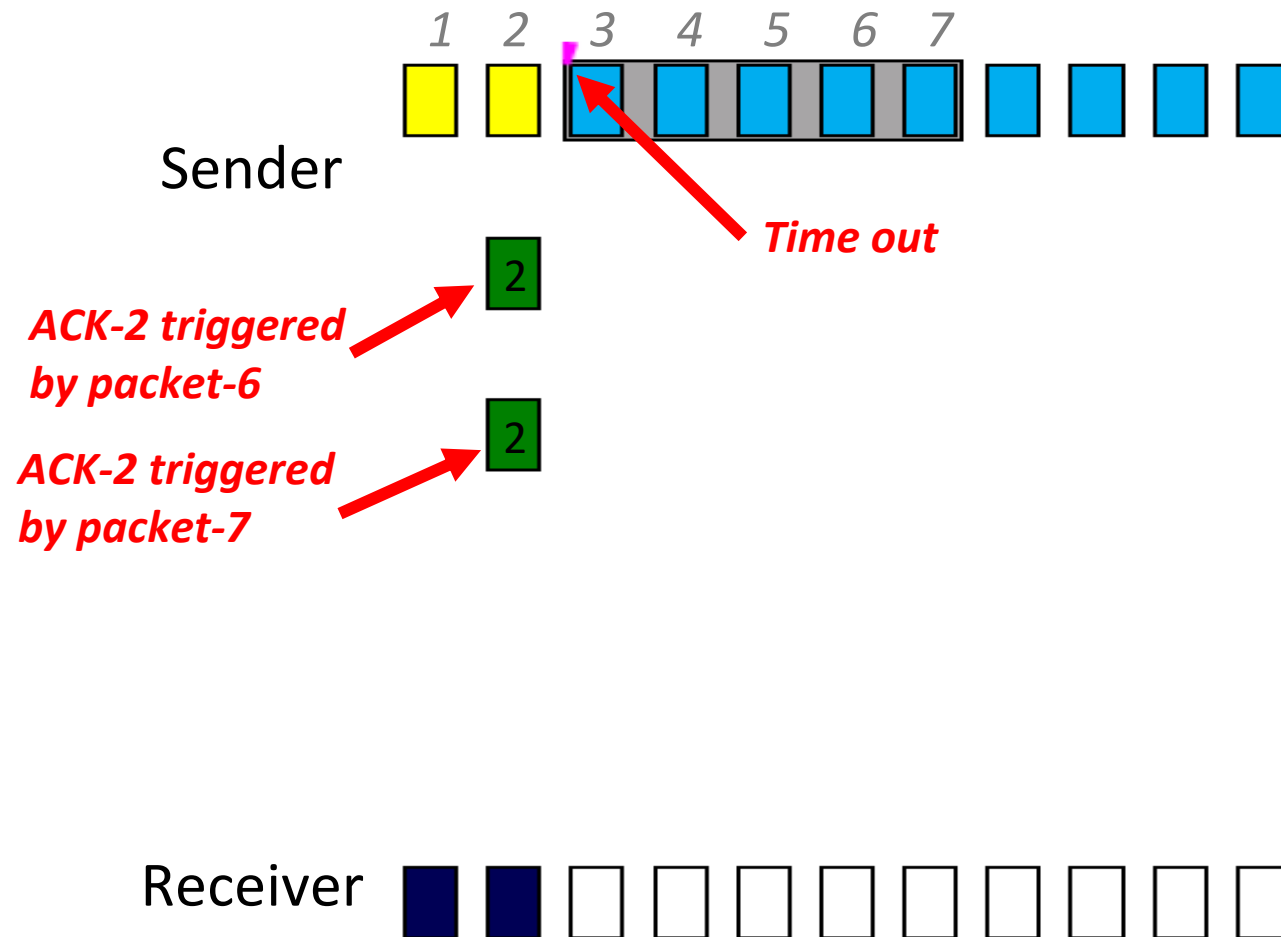 1 2 3 4 5 6 7
Sender
Time out
2
ACK-2 triggered
by packet-6
2
ACK-2 triggered
by packet-7
Receiver